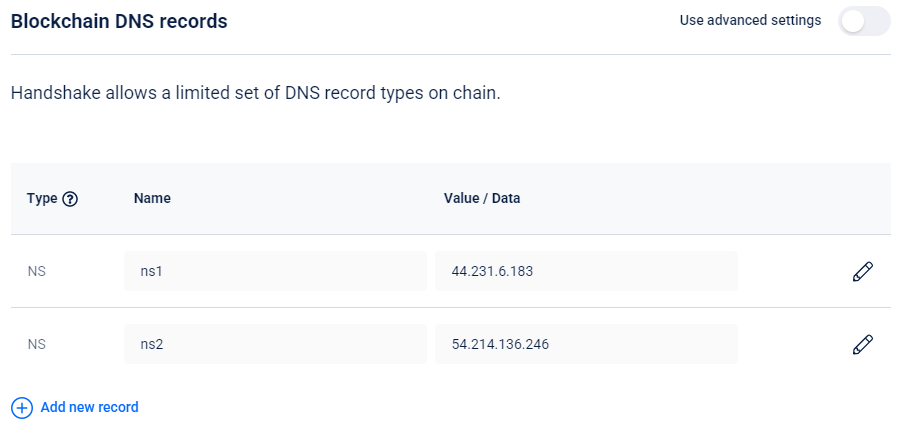 Blockchain DNS records
Use advanced settings
Handshake allows a limited set of DNS record types on chain.
Type ? Name Value / Data
NS ns1 44.231.6.183
NS ns2 54.214.136.246
Add new record